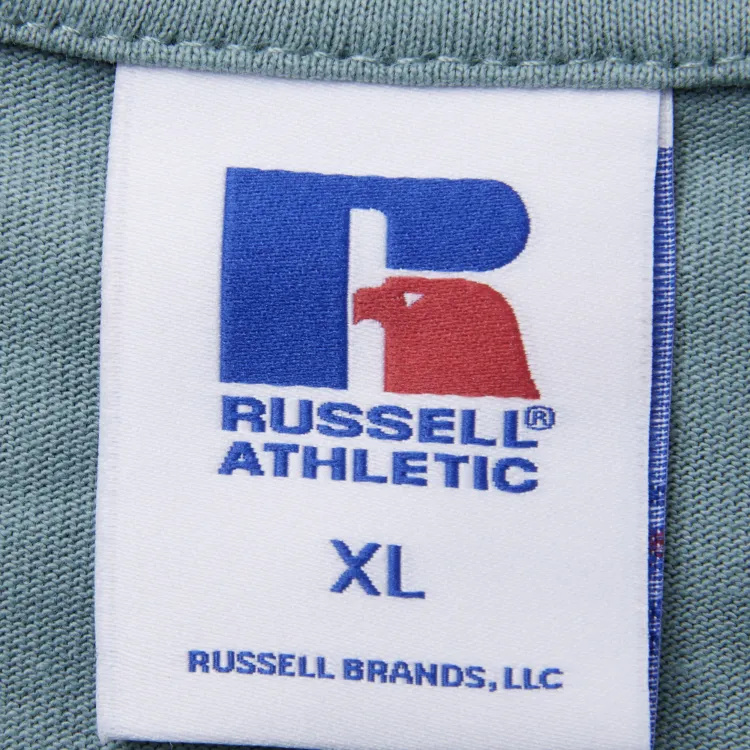 RUSSELL®
ATHLETIC
XL
RUSSELL BRANDS, LLC